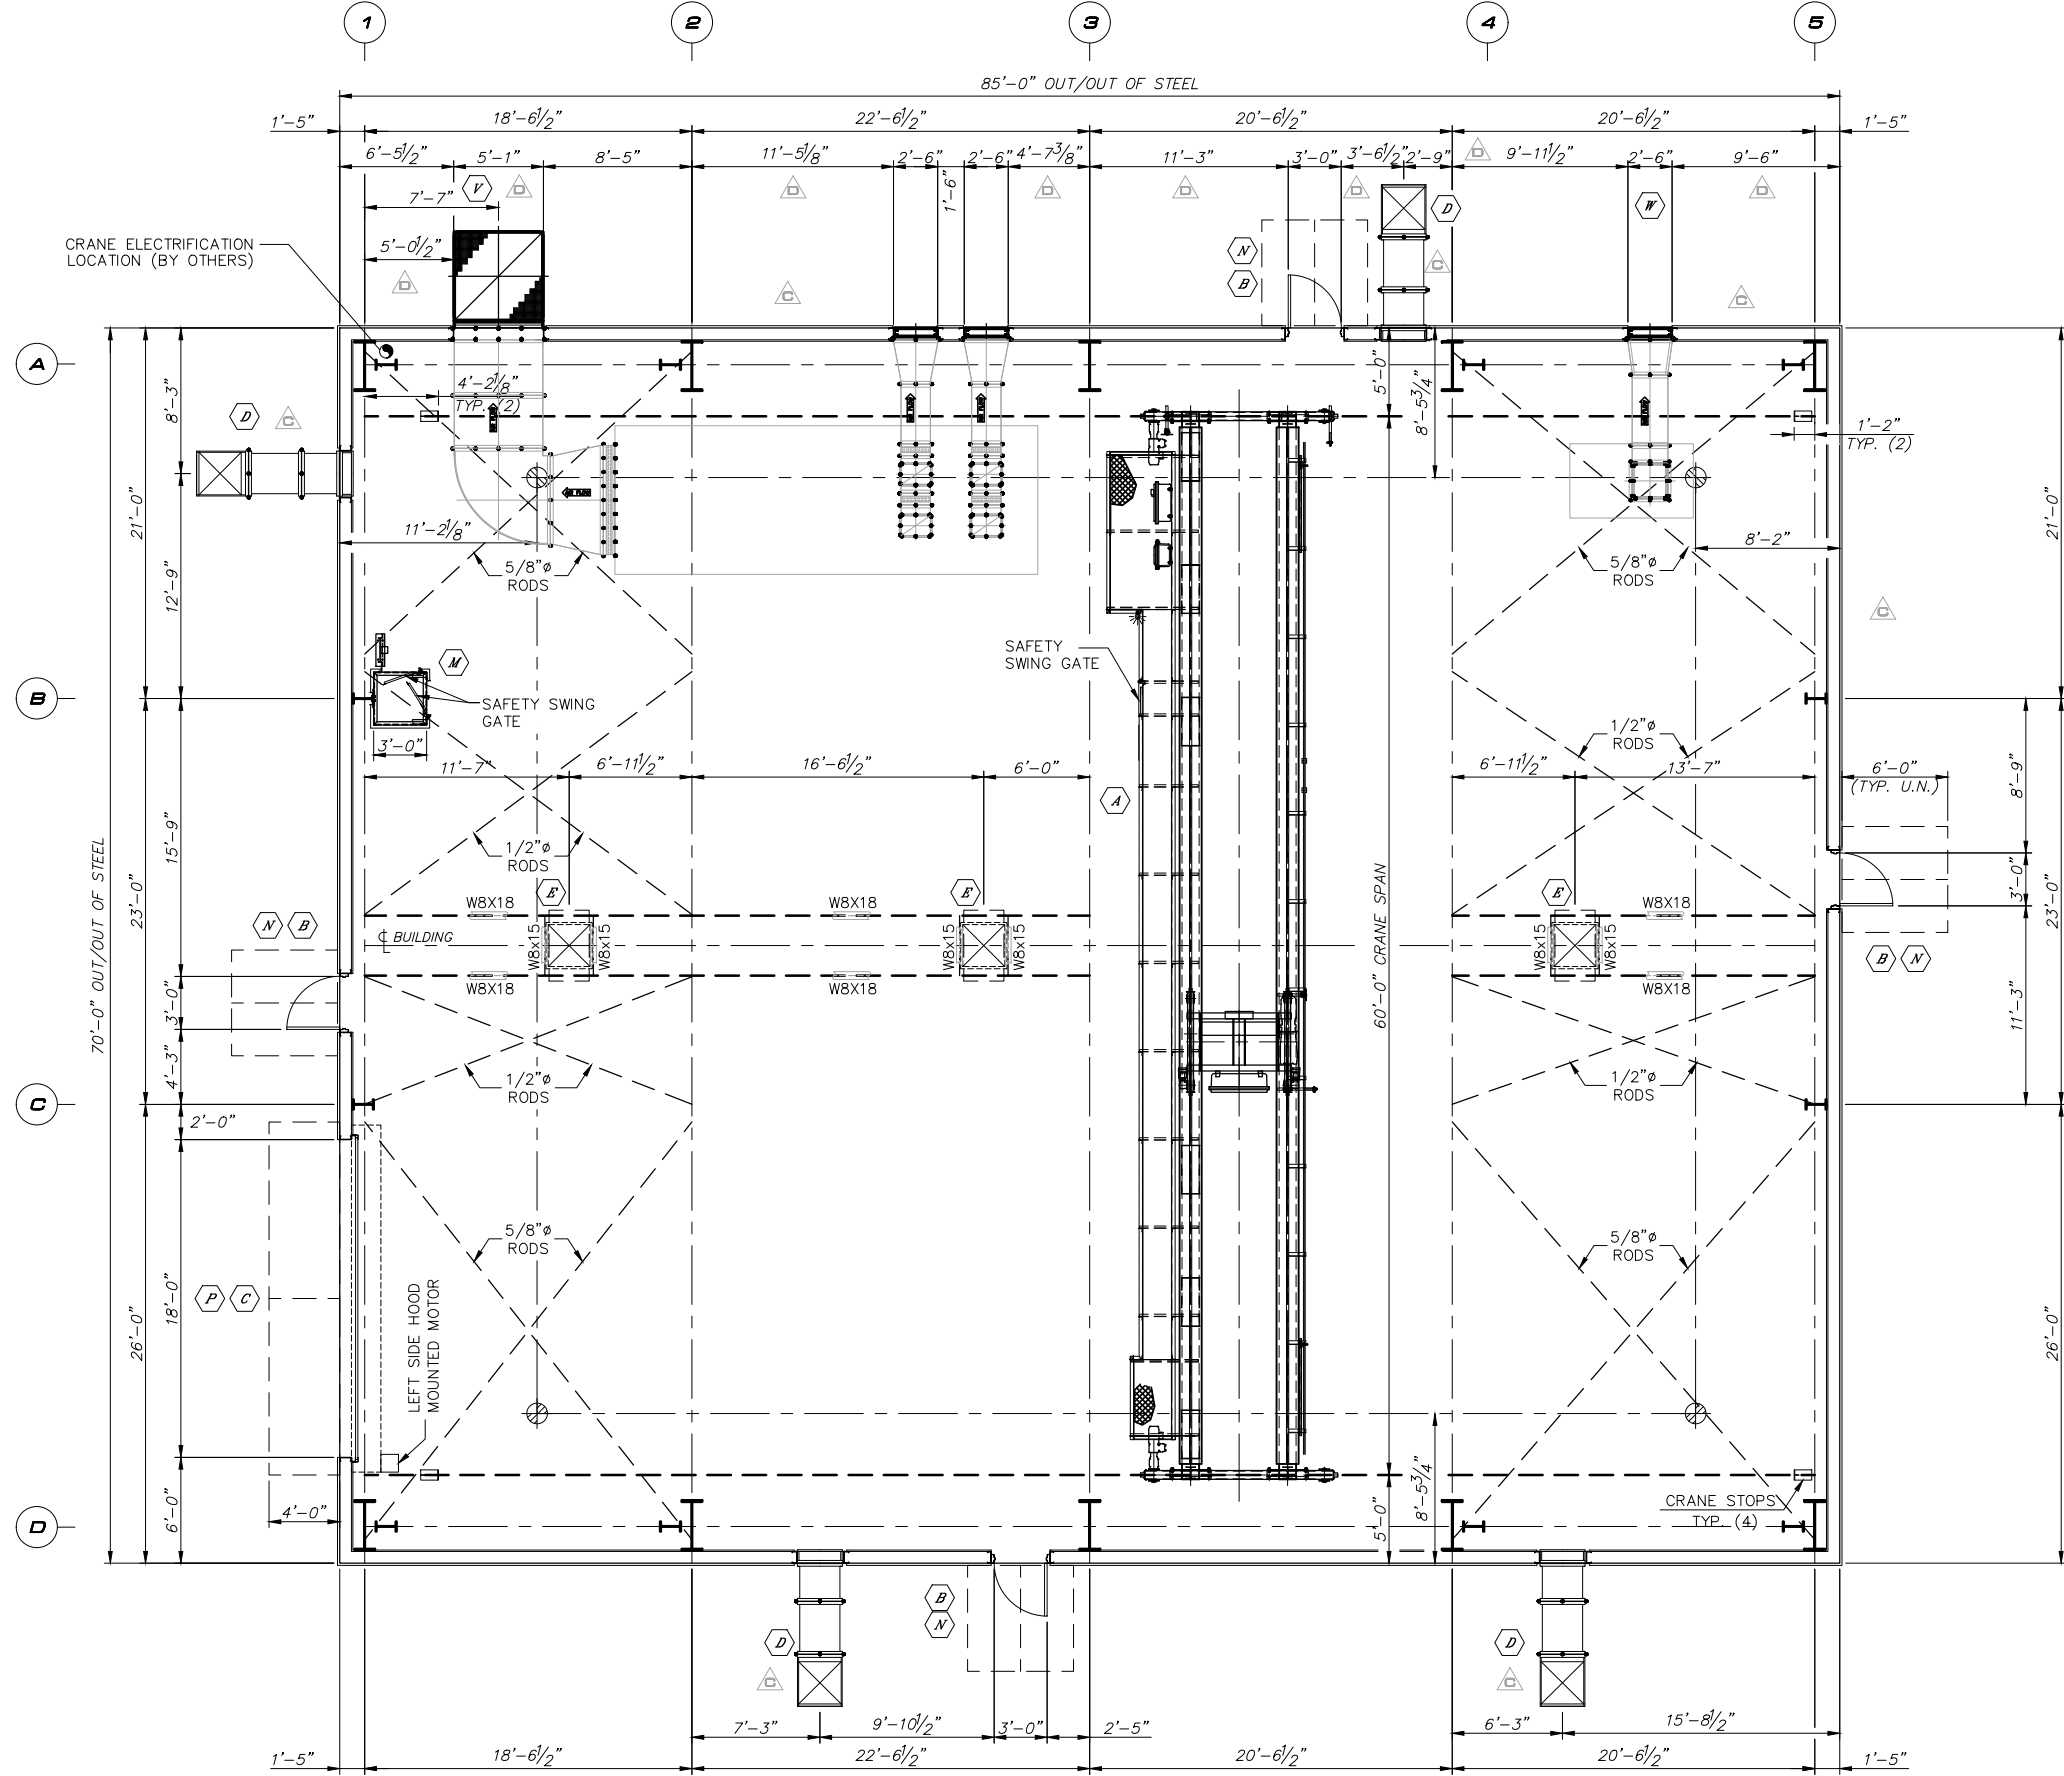 1 2 3 4 5
85'-0" OUT/OUT OF STEEL
1'-5" 18'-6 1/2" 22'-6 1/2" 20'-6 1/2" 20'-6 1/2" 1'-5"
6'-5 1/2" 5'-1" 8'-5" 11'-5 1/8" 2'-6" 2'-6" 4'-7 3/8" 11'-3" 3'-0" 3'-6 1/2" 2'-9" 9'-11 1/2" 2'-6" 9'-6"
1'-6"
V D D D D D D D
7'-7"
D W
CRANE ELECTRIFICATION
LOCATION (BY OTHERS)
5'-0 1/2"
N
B
D C C C
A
8'-3"
4'-2 1/8"
TYP. (2)
5'-0"
8'-5 3/4"
D C
1'-2"
TYP. (2)
21'-0"
21'-0"
11'-2 1/8"
8'-2"
12'-9"
5/8"ø
RODS
5/8"ø
RODS
C
M
SAFETY
SWING GATE
B
SAFETY SWING
GATE
3'-0"
1/2"ø
RODS
11'-7" 6'-11 1/2" 16'-6 1/2" 6'-0" 6'-11 1/2" 13'-7" 6'-0"
(TYP. U.N.)
8'-9"
A
15'-9"
1/2"ø
RODS
70'-0" OUT/OUT OF STEEL
23'-0"
3'-0"
23'-0"
E E E
W8X18 W8X18 W8X18
N B
℄ BUILDING
W8x15 W8x15 W8x15 W8x15 W8x15 W8x15
60'-0" CRANE SPAN
B N
W8X18 W8X18 W8X18
3'-0"
11'-3"
4'-3"
1/2"ø
RODS
1/2"ø
RODS
C
2'-0"
5/8"ø
RODS
5/8"ø
RODS
P C
18'-0"
26'-0"
26'-0"
LEFT SIDE HOOD
MOUNTED MOTOR
6'-0"
4'-0"
8'-5 3/4"
5'-0"
CRANE STOPS
TYP. (4)
D
B
N
D
C
D
C
7'-3" 9'-10 1/2" 3'-0" 2'-5" 6'-3" 15'-8 1/2"
1'-5" 18'-6 1/2" 22'-6 1/2" 20'-6 1/2" 20'-6 1/2" 1'-5"